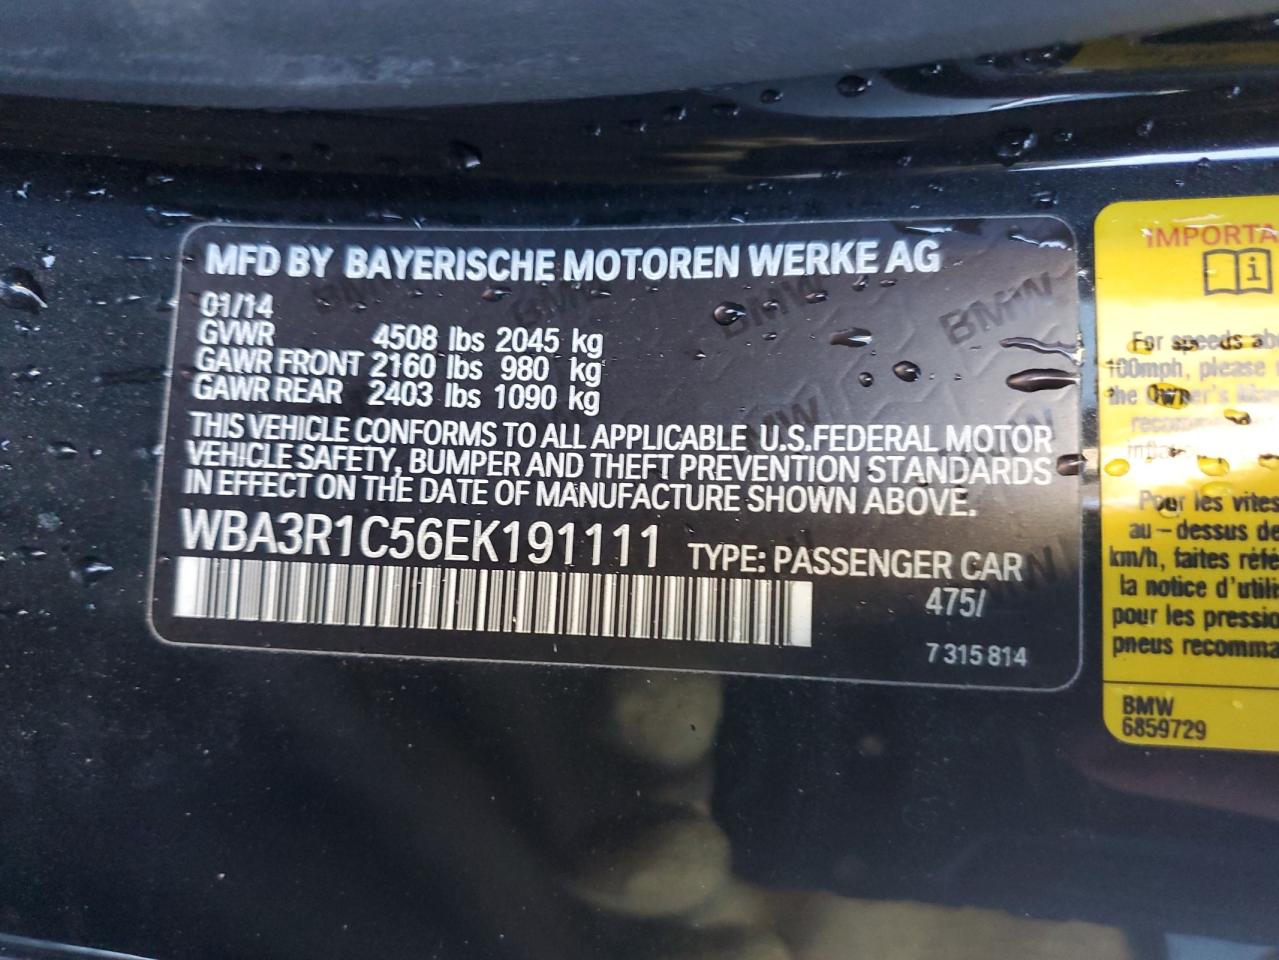 MFD BY BAYERISCHE MOTOREN WERKE AG
01/14
GVWR 4508 lbs 2045 kg
GAWR FRONT 2160 lbs 980 kg
GAWR REAR 2403 lbs 1090 kg
THIS VEHICLE CONFORMS TO ALL APPLICABLE U.S.FEDERAL MOTOR
VEHICLE SAFETY, BUMPER AND THEFT PREVENTION STANDARDS
IN EFFECT ON THE DATE OF MANUFACTURE SHOWN ABOVE.
WBA3R1C56EK191111 TYPE: PASSENGER CAR
475/
7 315 814
IMPORTA
For speeds
100mph, please
the Owner's
Pour les vites
au-dessus de
km/h, faites
la notice d'utili
pour les pressio
pneus recomma
BMW
6859729